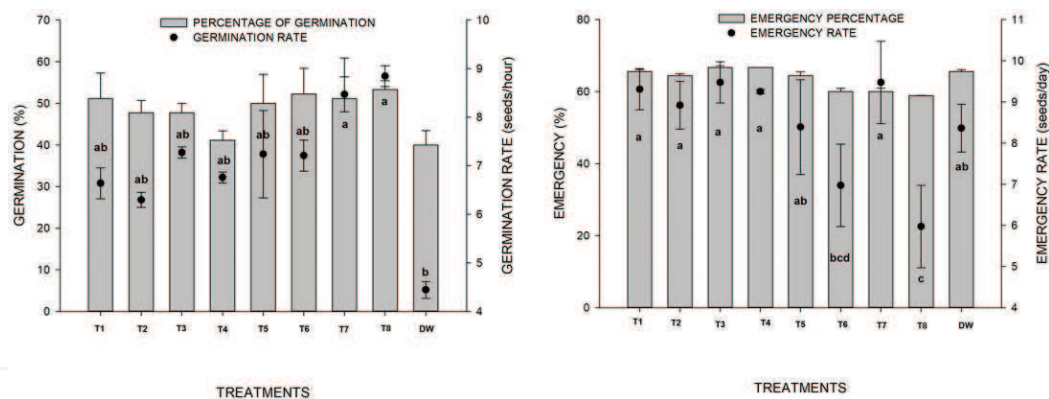 PERCENTAGE OF GERMINATION
GERMINATION RATE
GERMINATION (%)
70
60
50
40
30
20
10
0
ab
ab
ab
ab
ab
ab
a
a
b
10
9
8
7
6
5
4
GERMINATION RATE (seeds/hour)
T1 T2 T3 T4 T5 T6 T7 T8 DW
TREATMENTS
EMERGENCY PERCENTAGE
EMERGENCY RATE
EMERGENCY (%)
80
60
40
20
0
a
a
a
a
ab
bcd
a
c
ab
11
10
9
8
7
6
5
4
EMERGENCY RATE (seeds/day)
T1 T2 T3 T4 T5 T6 T7 T8 DW
TREATMENTS